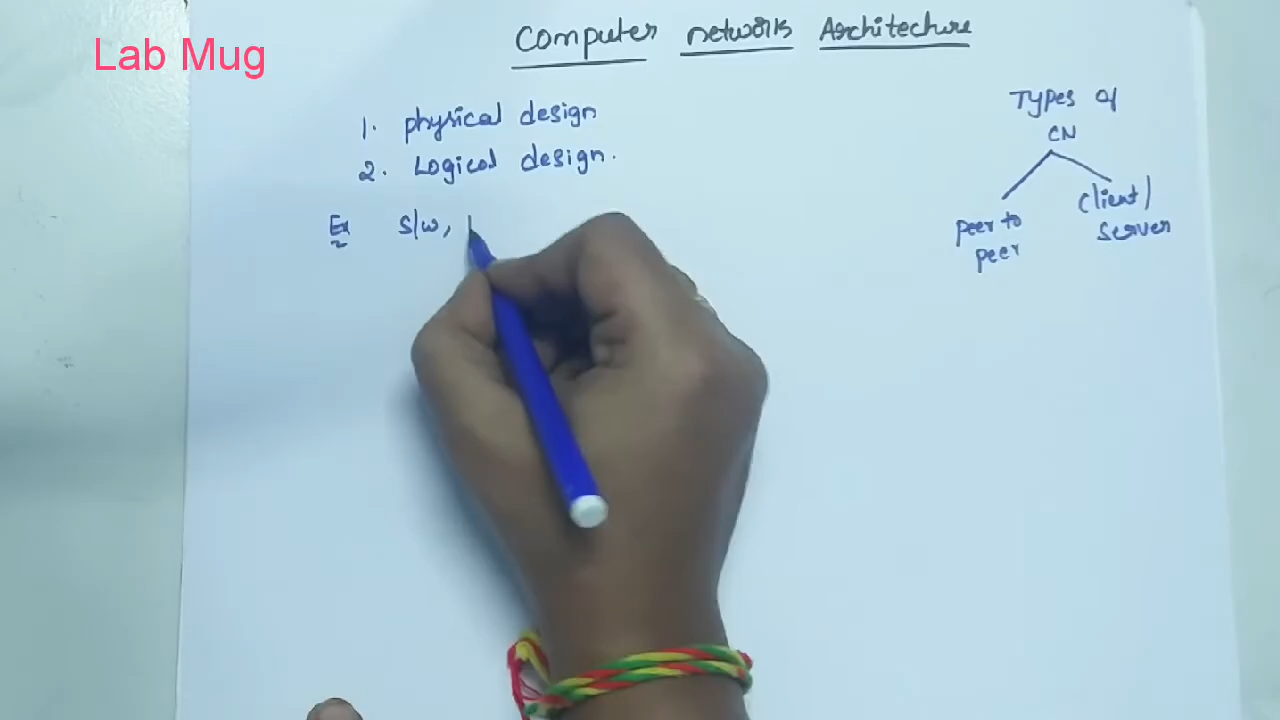 Lab Mug
Computer networks Architecture
1. physical design
2. Logical design.
Ex S/w,
Types of
CN
peer to
peer
client/
server